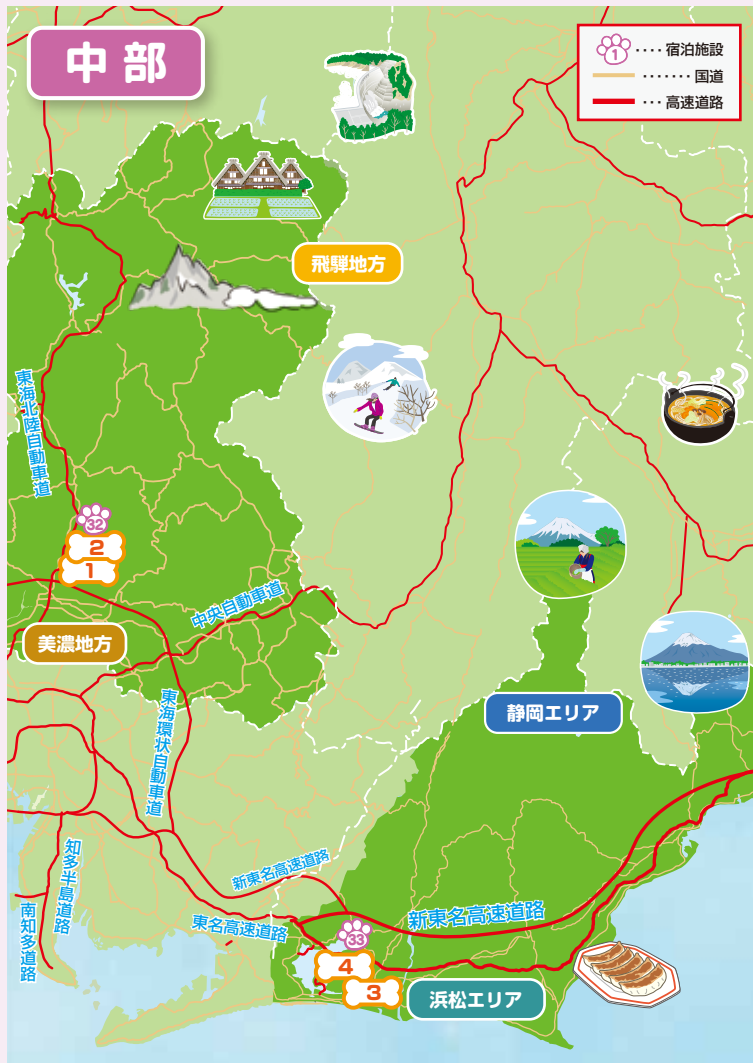 中部
1 ････ 宿泊施設
･･･････ 国道
･･･ 高速道路
飛騨地方
東海北陸自動車道
32
2
1
中央自動車道
美濃地方
東海環状自動車道
静岡エリア
知多半島道路
南知多道路
新東名高速道路
東名高速道路
新東名高速道路
33
4
3
浜松エリア